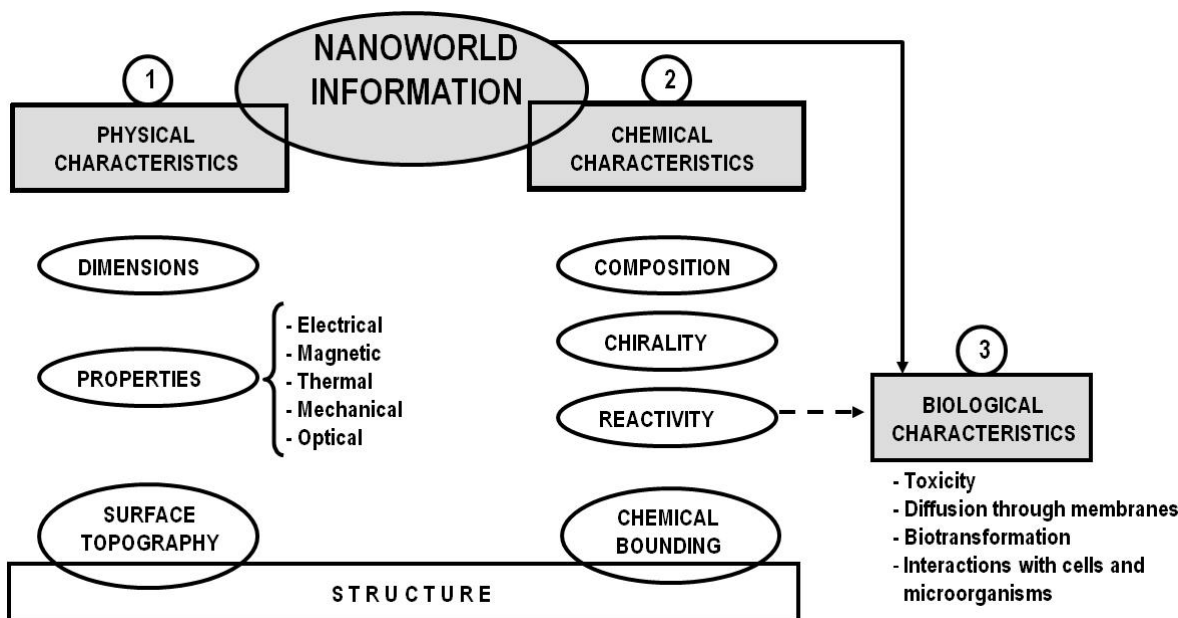 NANOWORLD
INFORMATION
1
PHYSICAL
CHARACTERISTICS
2
CHEMICAL
CHARACTERISTICS
DIMENSIONS
PROPERTIES
- Electrical
- Magnetic
- Thermal
- Mechanical
- Optical
SURFACE
TOPOGRAPHY
COMPOSITION
CHIRALITY
REACTIVITY
CHEMICAL
BOUNDING
STRUCTURE
3
BIOLOGICAL
CHARACTERISTICS
- Toxicity
- Diffusion through membranes
- Biotransformation
- Interactions with cells and
microorganisms